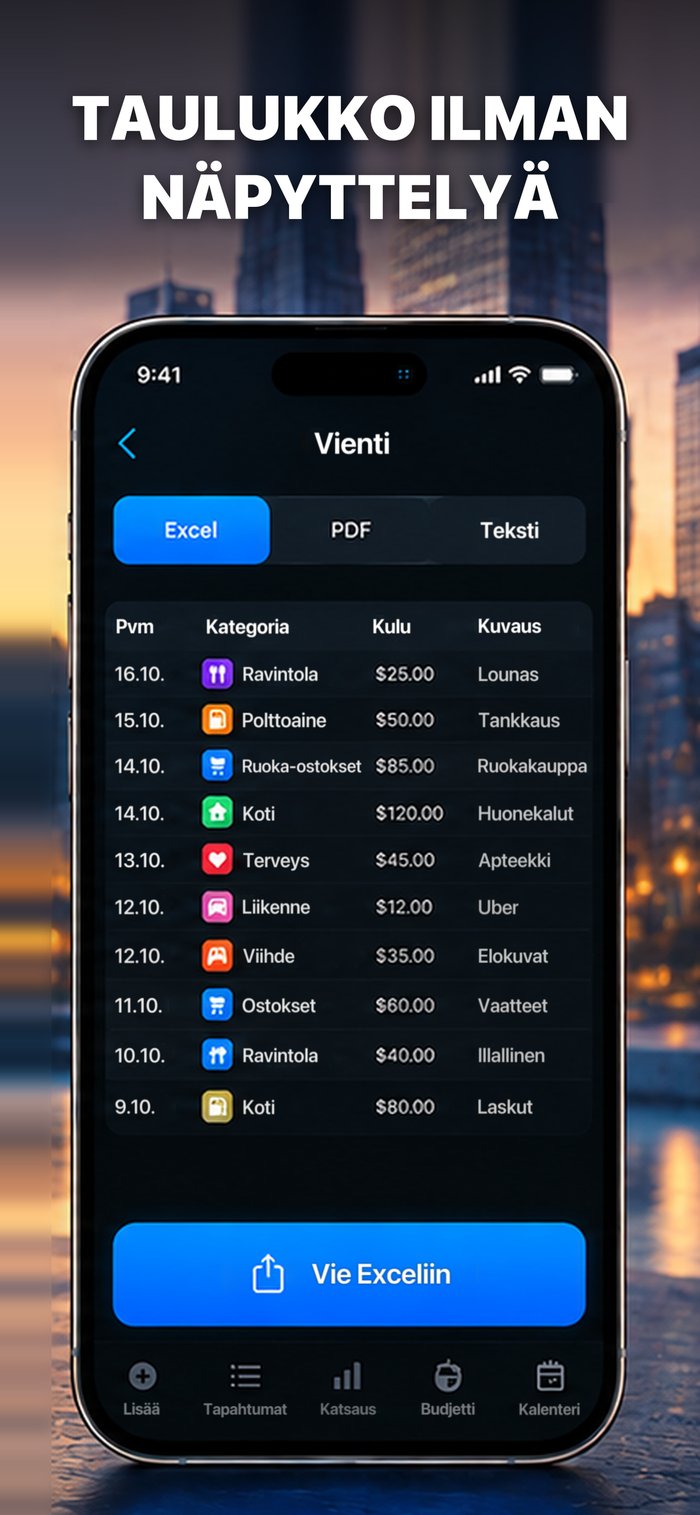 TAULUKKO ILMAN
NÄPYTTELYÄ
9:41
Vienti
Excel PDF Teksti
Pvm Kategoria Kulu Kuvaus
16.10. Ravintola $25.00 Lounas
15.10. Polttoaine $50.00 Tankkaus
14.10. Ruoka-ostokset $85.00 Ruokakauppa
14.10. Koti $120.00 Huonekalut
13.10. Terveys $45.00 Apteekki
12.10. Liikenne $12.00 Uber
12.10. Viihde $35.00 Elokuvat
11.10. Ostokset $60.00 Vaatteet
10.10. Ravintola $40.00 Illallinen
9.10. Koti $80.00 Laskut
Vie Exceliin
Lisää Tapahtumat Katsaus Budjetti Kalenteri